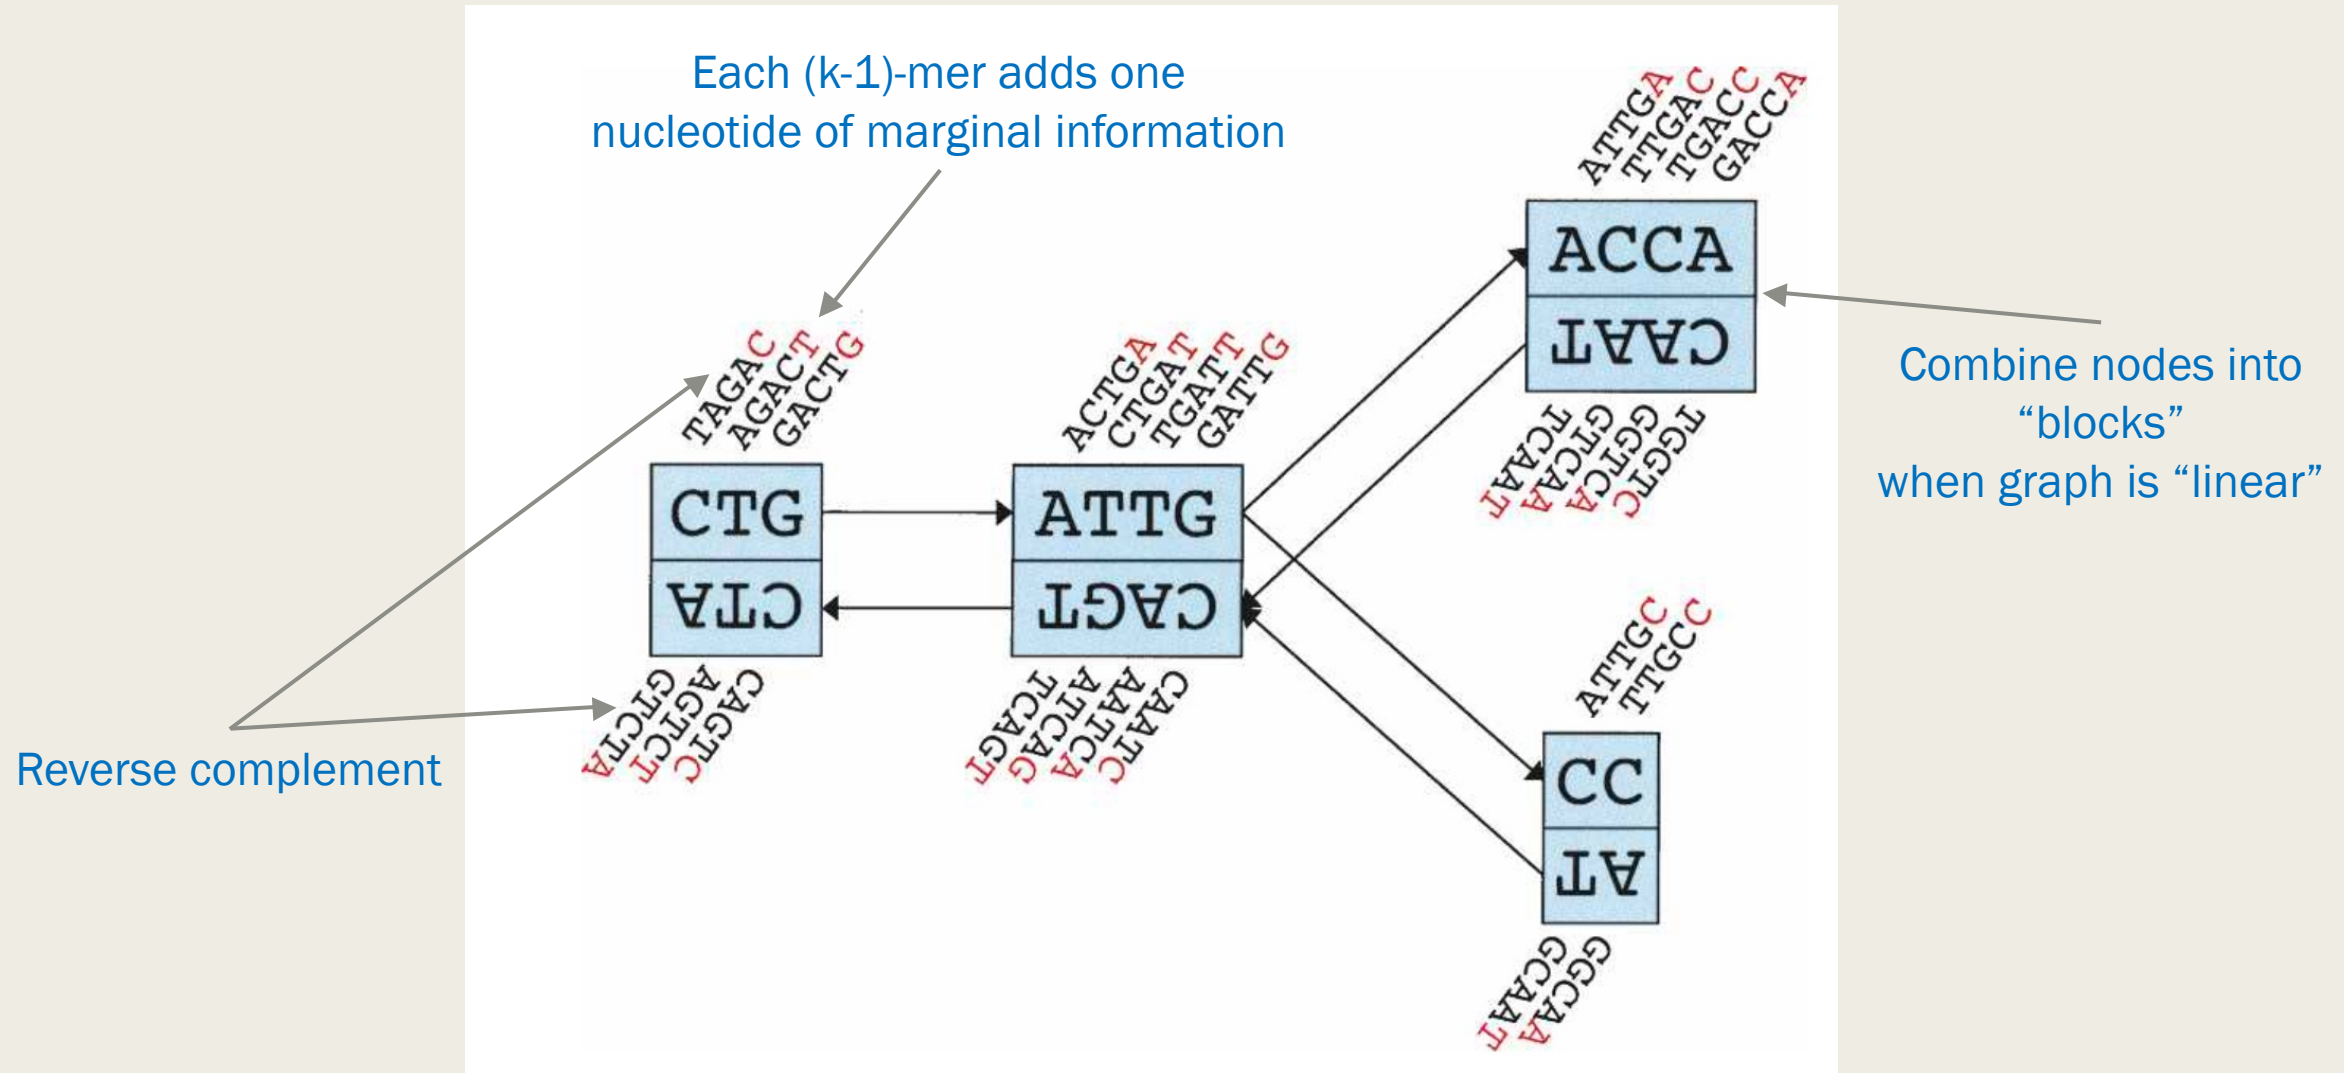 Each (k-1)-mer adds one
nucleotide of marginal information
TAGAC
AGACT
GACTG
CTG
CTA
GTCTA
AGTCT
CAGTC
Reverse complement
ACTGA
CTGAT
TGATT
GATTG
ATTG
CAGT
TCAGT
ATCAG
AATCA
CAATC
ATTGA
TTGAC
TGACC
GACCA
ACCA
CAAT
TCAAT
GTCAA
GGTCA
TGGTC
Combine nodes into
“blocks”
when graph is “linear”
ATTGC
TTGCC
CC
AT
GCAAT
GGCAA